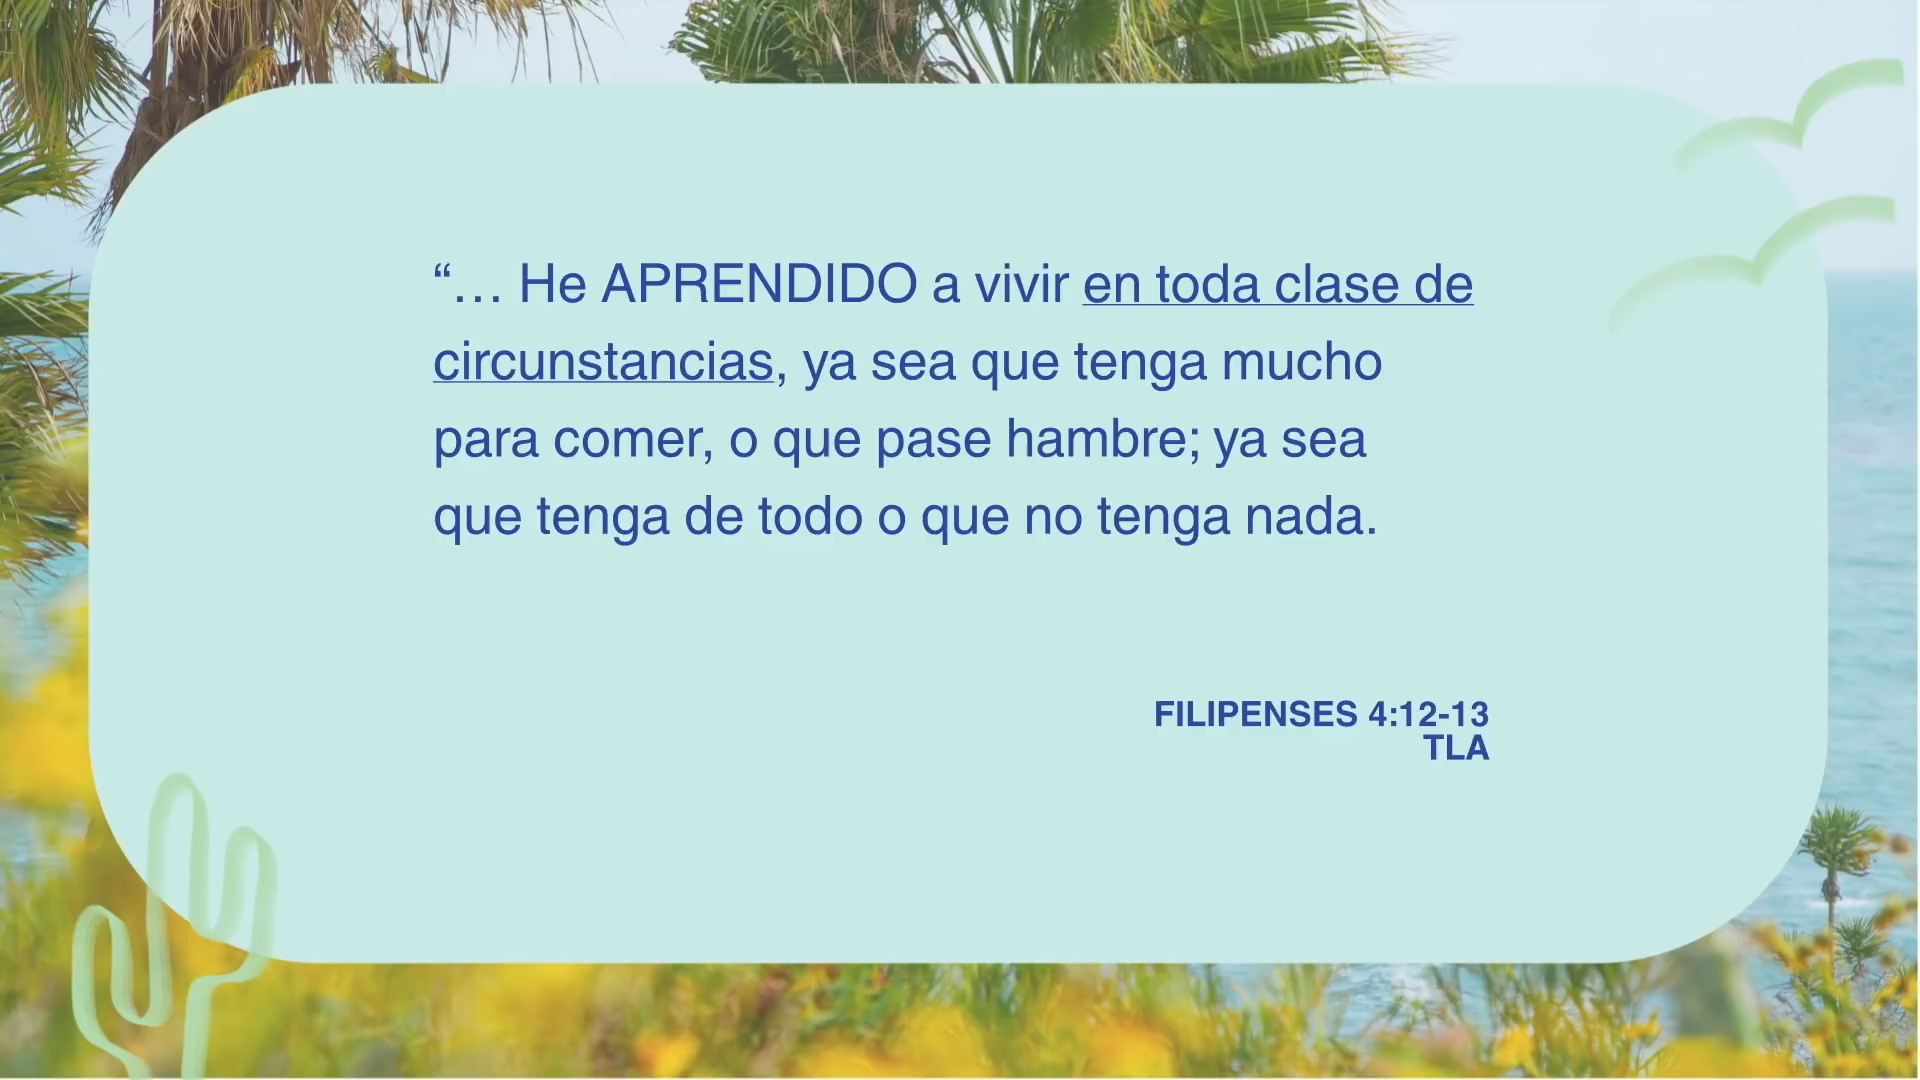 “… He APRENDIDO a vivir en toda clase de
circunstancias, ya sea que tenga mucho
para comer, o que pase hambre; ya sea
que tenga de todo o que no tenga nada.
FILIPENSES 4:12-13
TLA